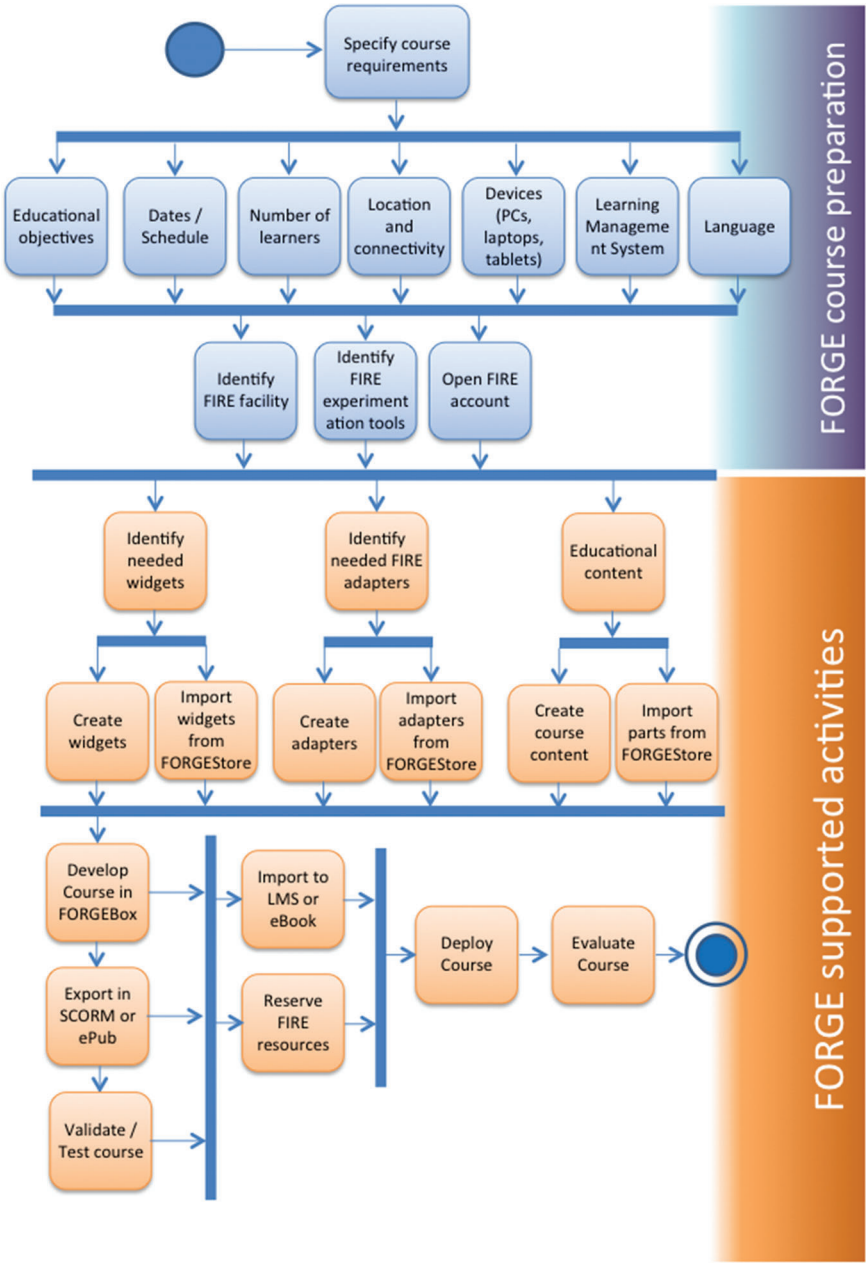 Specify course
requirements
FORGE course preparation
Educational
objectives
Dates /
Schedule
Number of
learners
Location
and
connectivity
Devices
(PCs,
laptops,
tablets)
Learning
Manageme
nt System
Language
Identify
FIRE facility
Identify
FIRE
experiment
ation tools
Open FIRE
account
Identify
needed
widgets
Identify
needed FIRE
adapters
Educational
content
Create
widgets
Import
widgets
from
FORGEStore
Create
adapters
Import
adapters
from
FORGEStore
Create
course
content
Import
parts from
FORGEStore
FORGE supported activities
Develop
Course in
FORGEBox
Export in
SCORM or
ePub
Validate /
Test course
Import to
LMS or
eBook
Reserve
FIRE
resources
Deploy
Course
Evaluate
Course